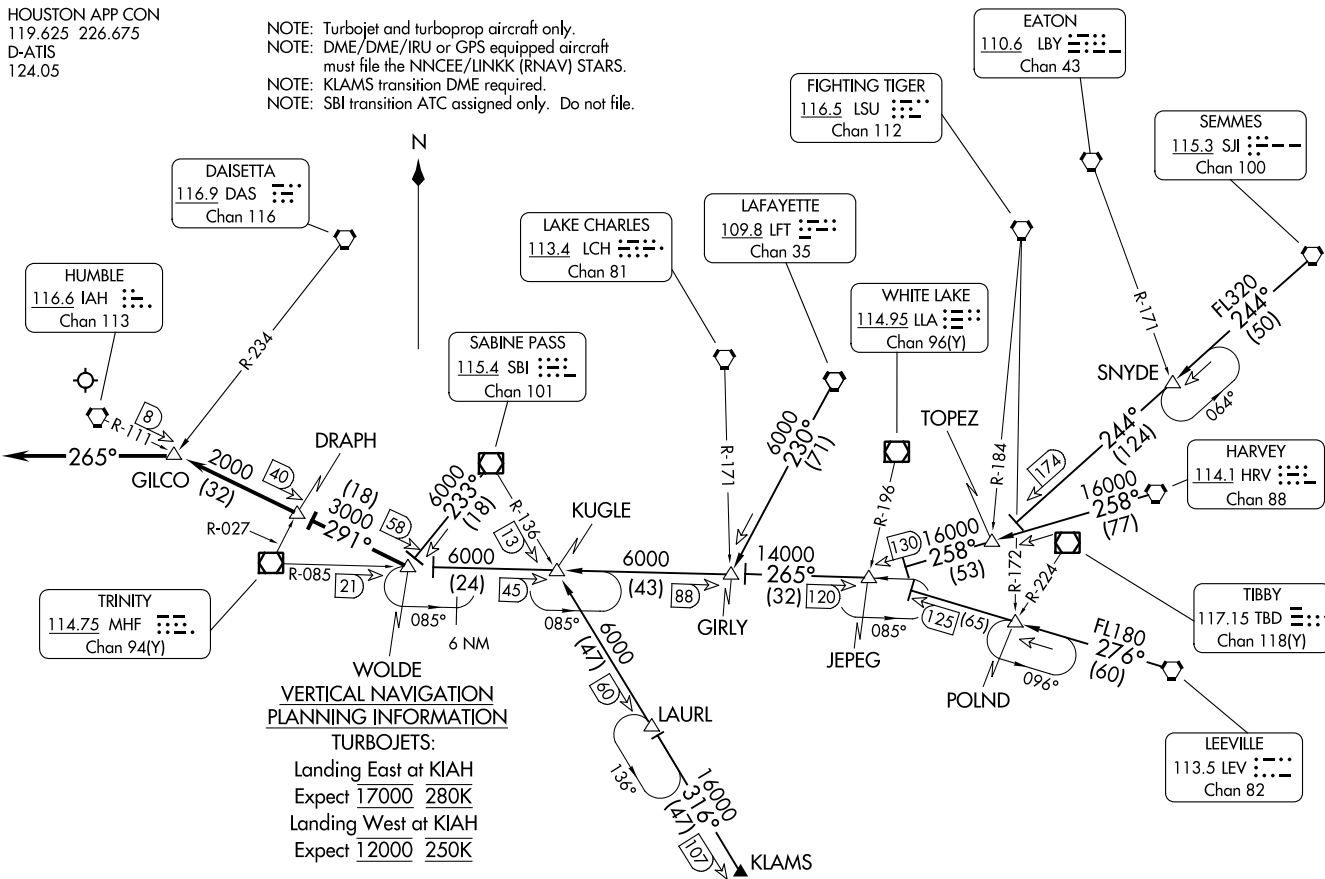 HOUSTON APP CON
119.625 226.675
D-ATIS
124.05
NOTE: Turbojet and turboprop aircraft only.
NOTE: DME/DME/IRU or GPS equipped aircraft
must file the NNCEE/LINKK (RNAV) STARS.
NOTE: KLAMS transition DME required.
NOTE: SBI transition ATC assigned only. Do not file.
N
EATON
110.6 LBY
Chan 43
FIGHTING TIGER
116.5 LSU
Chan 112
SEMMES
115.3 SJI
Chan 100
DAISETTA
116.9 DAS
Chan 116
LAKE CHARLES
113.4 LCH
Chan 81
LAFAYETTE
109.8 LFT
Chan 35
HUMBLE
116.6 IAH
Chan 113
WHITE LAKE
114.95 LLA
Chan 96(Y)
SABINE PASS
115.4 SBI
Chan 101
HARVEY
114.1 HRV
Chan 88
TRINITY
114.75 MHF
Chan 94(Y)
TIBBY
117.15 TBD
Chan 118(Y)
LEEVILLE
113.5 LEV
Chan 82
R-234
R-111
8
265°
GILCO
2000
(32)
40
DRAPH
R-027
R-085
21
(18)
3000
291°
58
6000
233°
(18)
R-136
13
KUGLE
6000
(24)
45
085°
6 NM
WOLDE
085°
6000
(43)
88
R-171
6000
230°
(71)
GIRLY
14000
265°
(32)
120
R-196
130
JEPEG
085°
16000
258°
(53)
TOPEZ
R-184
174
R-172
R-224
125
(65)
POLND
096°
FL180
276°
(60)
16000
258°
(77)
244°
(124)
SNYDE
064°
R-171
FL320
244°
(50)
6000
(47)
60
LAURL
136°
16000
316°
(47)
107
KLAMS
VERTICAL NAVIGATION
PLANNING INFORMATION
TURBOJETS:
Landing East at KIAH
Expect 17000 280K
Landing West at KIAH
Expect 12000 250K